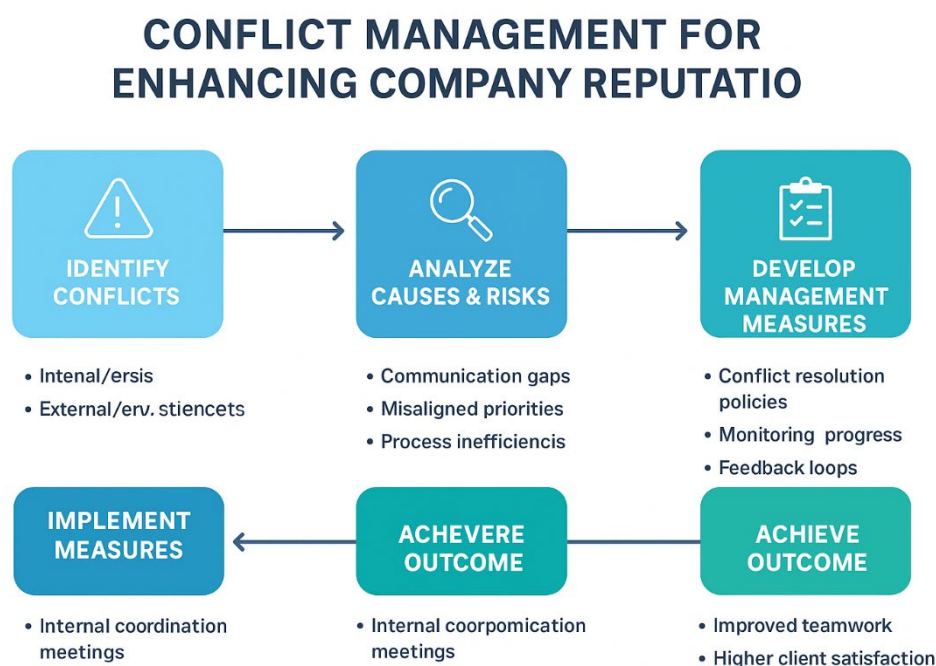 CONFLICT MANAGEMENT FOR
ENHANCING COMPANY REPUTATIO
IDENTIFY
CONFLICTS
ANALYZE
CAUSES & RISKS
DEVELOP
MANAGEMENT
MEASURES
• Intenal/ersis
• External/erv. stiencets
• Communication gaps
• Misaligned priorities
• Process inefficiencis
• Conflict resolution
policies
• Monitoring progress
• Feedback loops
IMPLEMENT
MEASURES
ACHEVERE
OUTCOME
ACHIEVE
OUTCOME
• Internal coordination
meetings
• Internal coorpomication
meetings
• Improved teamwork
• Higher client satisfaction